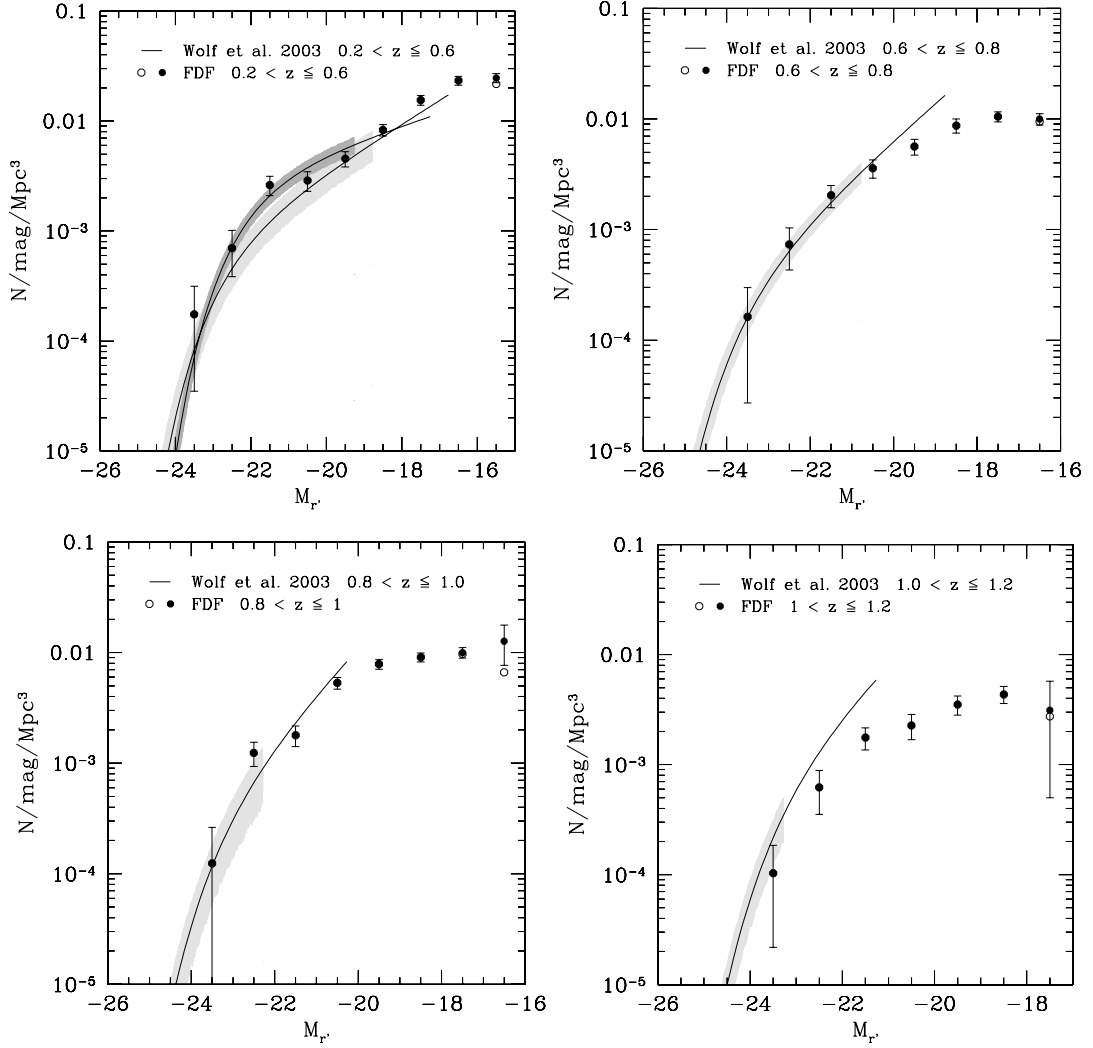 Wolf et al. 2003 0.2 < z ≦ 0.6
FDF 0.2 < z ≦ 0.6
0.1
0.01
10⁻³
10⁻⁴
10⁻⁵
N/mag/Mpc³
−26 −24 −22 −20 −18 −16
M_r'
Wolf et al. 2003 0.6 < z ≦ 0.8
FDF 0.6 < z ≦ 0.8
0.1
0.01
10⁻³
10⁻⁴
10⁻⁵
N/mag/Mpc³
−26 −24 −22 −20 −18 −16
M_r'
Wolf et al. 2003 0.8 < z ≦ 1.0
FDF 0.8 < z ≦ 1
0.1
0.01
10⁻³
10⁻⁴
10⁻⁵
N/mag/Mpc³
−26 −24 −22 −20 −18 −16
M_r'
Wolf et al. 2003 1.0 < z ≦ 1.2
FDF 1 < z ≦ 1.2
0.1
0.01
10⁻³
10⁻⁴
10⁻⁵
N/mag/Mpc³
−26 −24 −22 −20 −18
M_r'